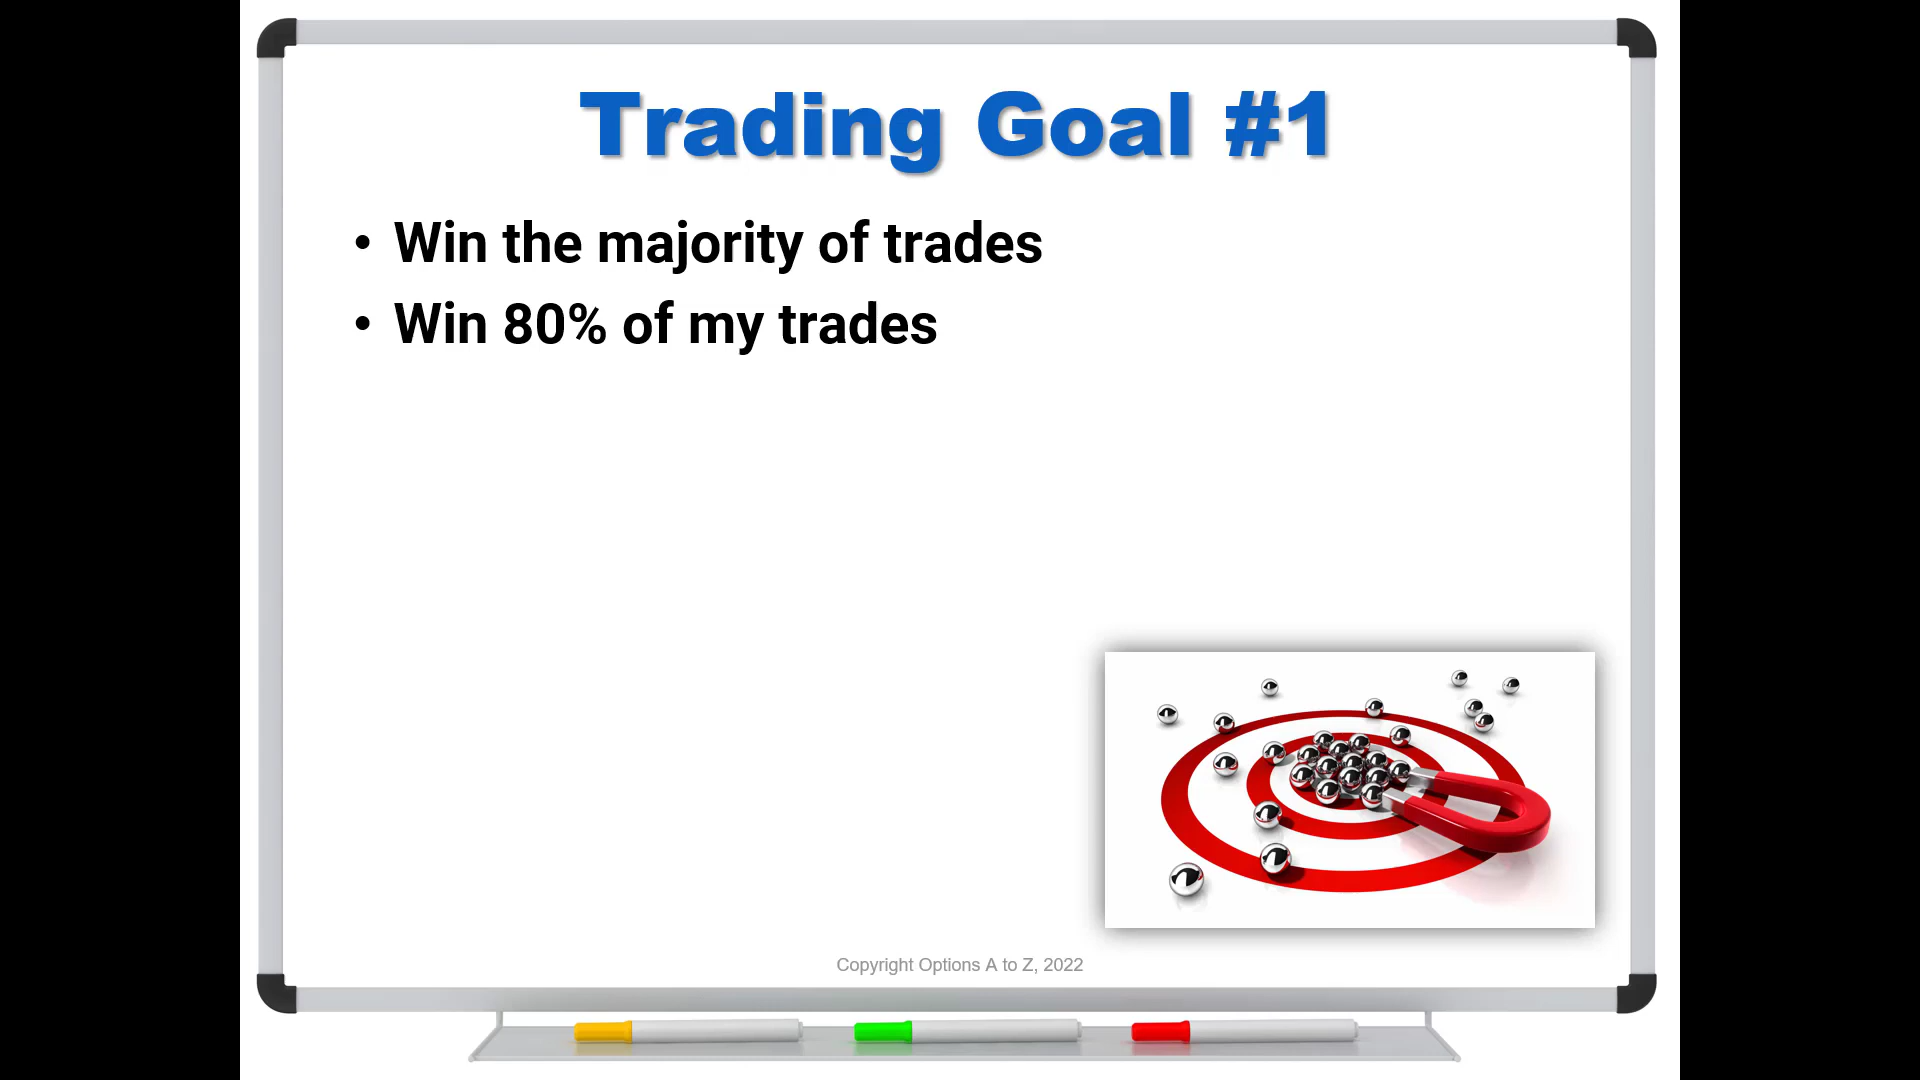 Trading Goal #1
• Win the majority of trades
• Win 80% of my trades
Copyright Options A to Z, 2022